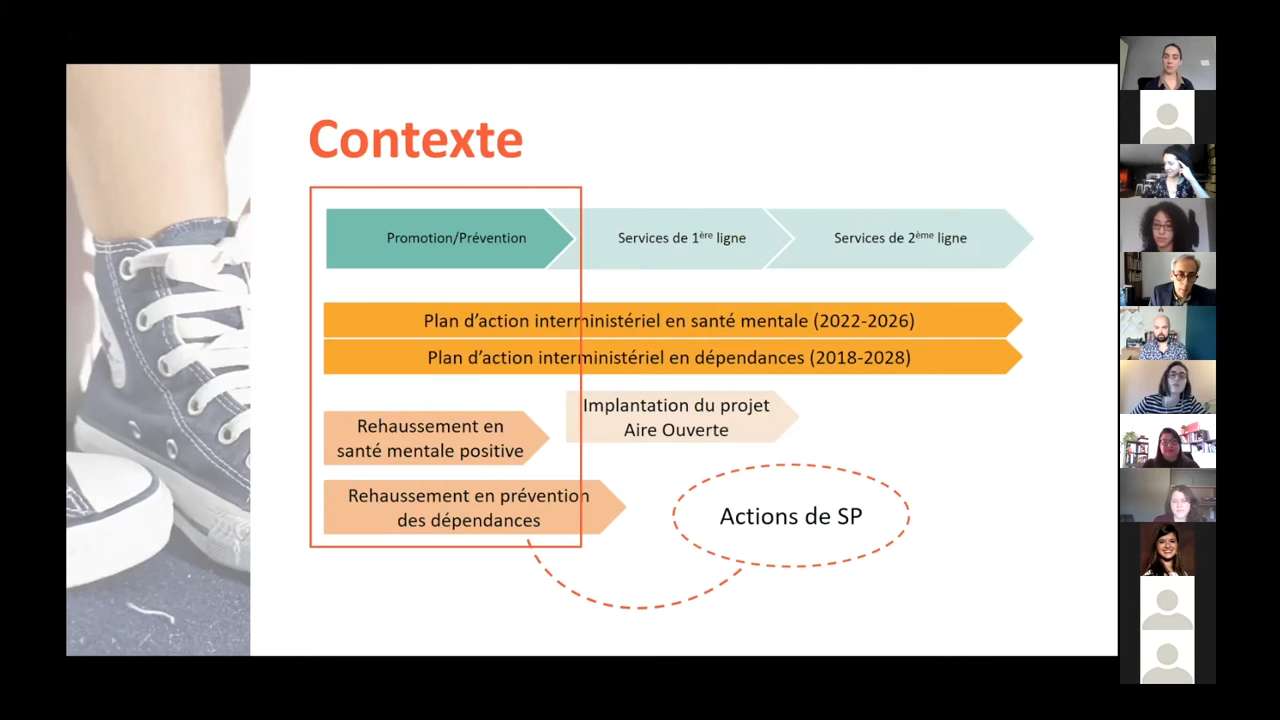 Contexte
Promotion/Prévention
Services de 1ère ligne
Services de 2ème ligne
Plan d'action interministériel en santé mentale (2022-2026)
Plan d'action interministériel en dépendances (2018-2028)
Implantation du projet
Aire Ouverte
Rehaussement en
santé mentale positive
Rehaussement en prévention
des dépendances
Actions de SP